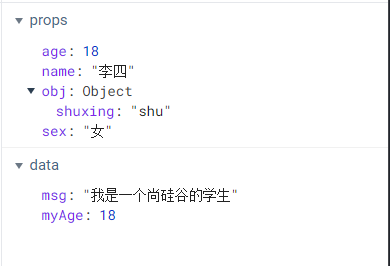 props
age: 18
name: "李四"
obj: Object
shuxing: "shu"
sex: "女"
data
msg: "我是一个尚硅谷的学生"
myAge: 18